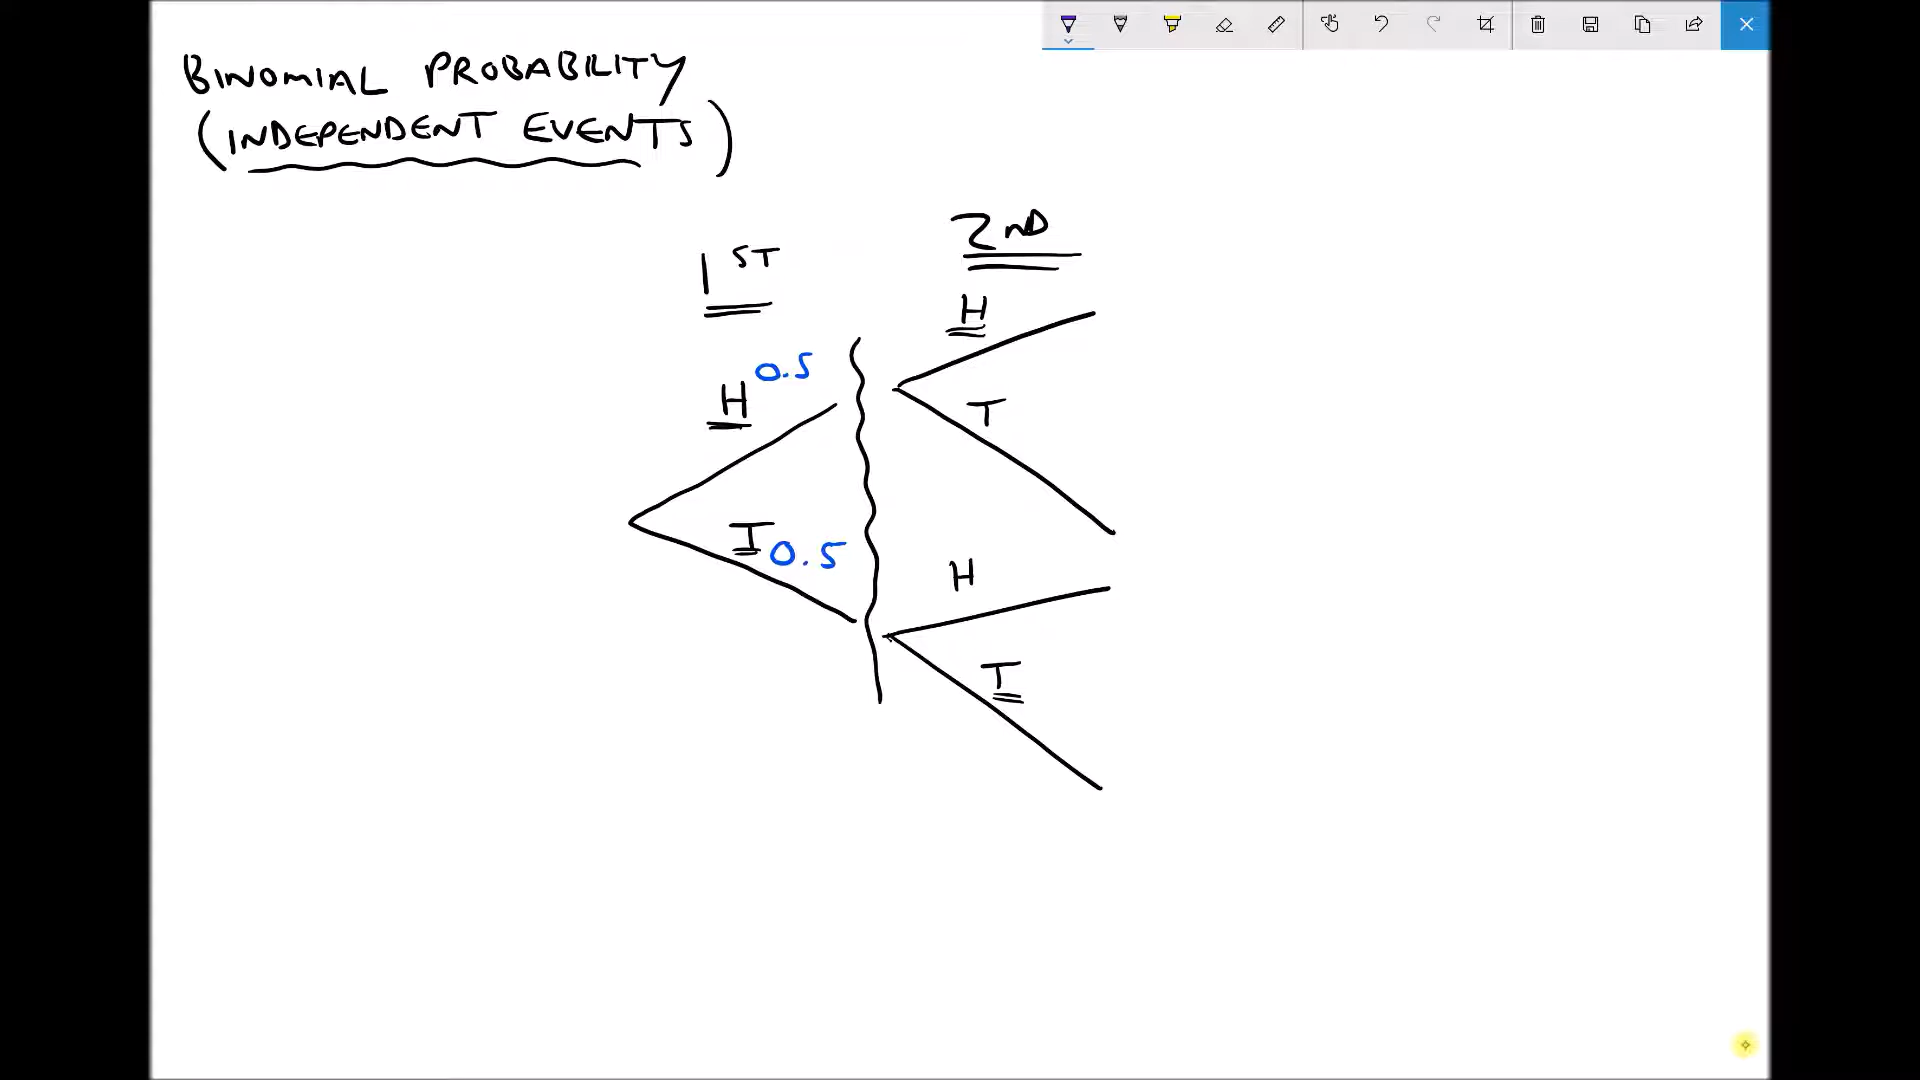 BINOMIAL PROBABILITY
(INDEPENDENT EVENTS)
1ST
2ND
H
H 0.5
T
T 0.5
H
T